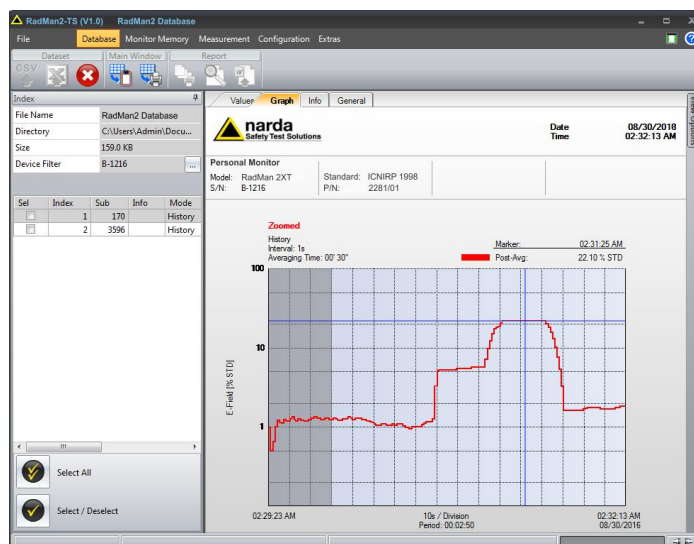 RadMan2-TS (V1.0) RadMan2 Database
File Database Monitor Memory Measurement Configuration Extras
Dataset Main Window Report
CSV
Index
File Name RadMan2 Database
Directory C:\Users\Admin\Docu...
Size 159.0 KB
Device Filter B-1216 ...
Sel Index Sub Info Mode
1 170 History
2 3596 History
Select All
Select / Deselect
Values Graph Info General
View Options
narda
Safety Test Solutions
Date 08/30/2018
Time 02:32:13 AM
Personal Monitor
Model: RadMan 2XT Standard: ICNIRP 1998
S/N: B-1216 P/N: 2281/01
Zoomed
History
Interval: 1s
Averaging Time: 00' 30"
Marker: 02:31:25 AM
Post-Avg: 22.10 % STD
100
10
1
E-Field [% STD]
02:29:23 AM 10s / Division 02:32:13 AM
Period: 00:02:50 08/30/2016